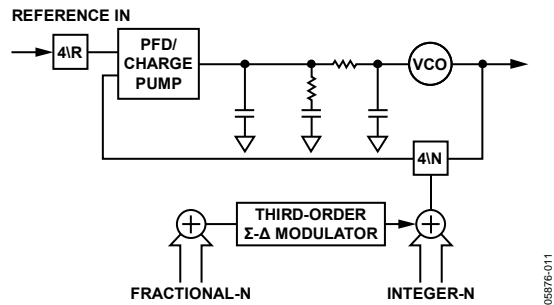 REFERENCE IN
4\R
PFD/
CHARGE
PUMP
VCO
4\N
THIRD-ORDER
Σ-Δ MODULATOR
FRACTIONAL-N
INTEGER-N
05876-011